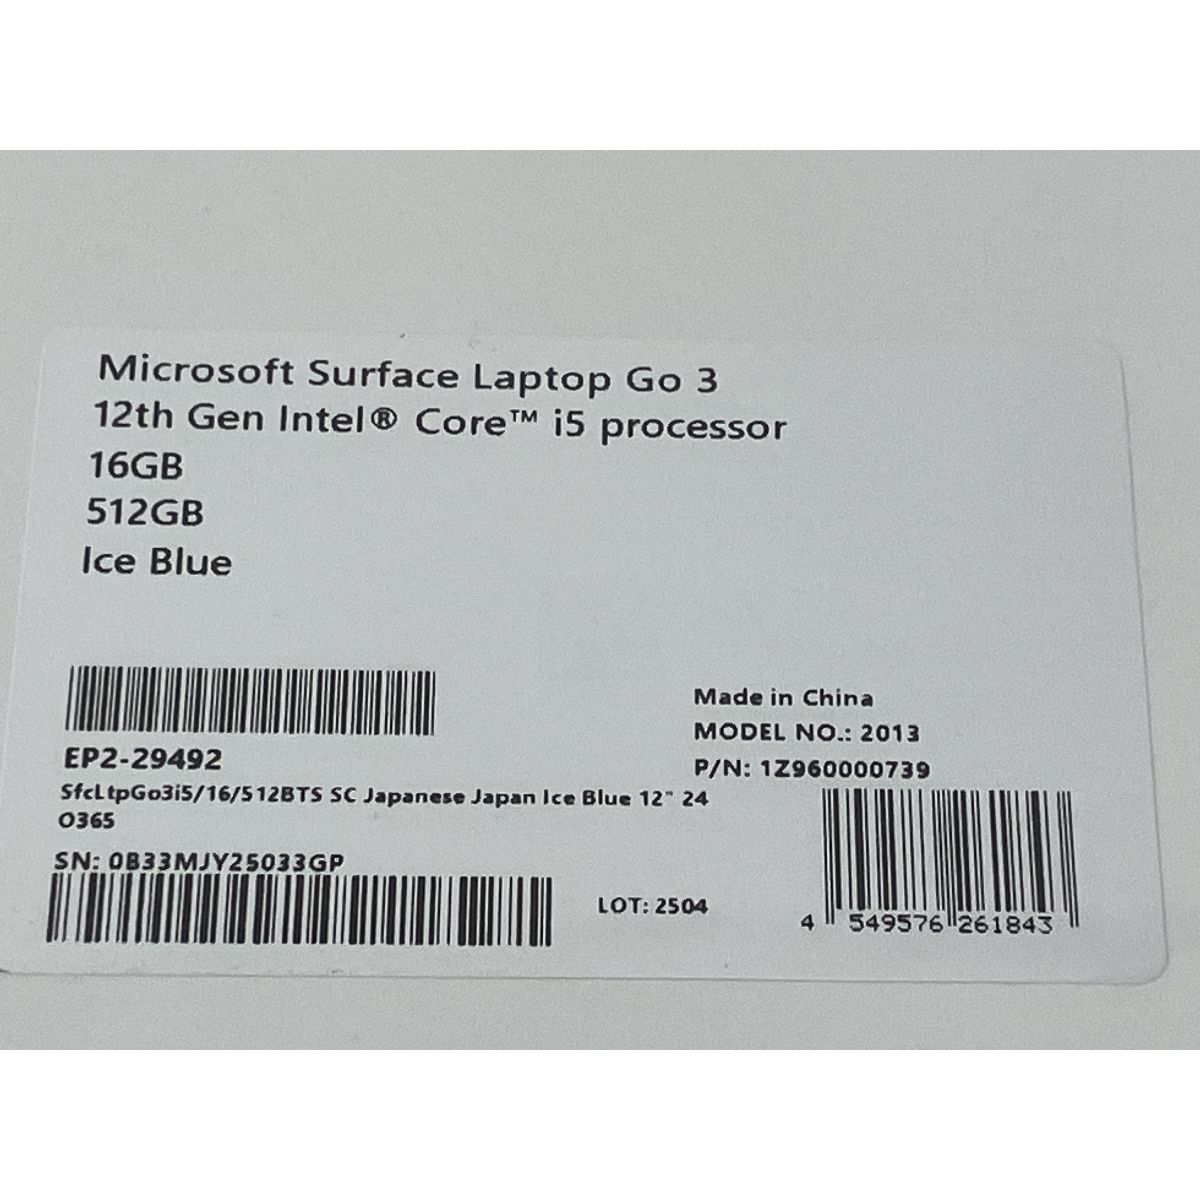 Microsoft Surface Laptop Go 3
12th Gen Intel® Core™ i5 processor
16GB
512GB
Ice Blue
EP2-29492
SfcLtpGo3i5/16/512BTS SC Japanese Japan Ice Blue 12" 24
O365
SN: 0B33MJY25033GP
LOT: 2504
Made in China
MODEL NO.: 2013
P/N: 1Z960000739
4 549576 261843